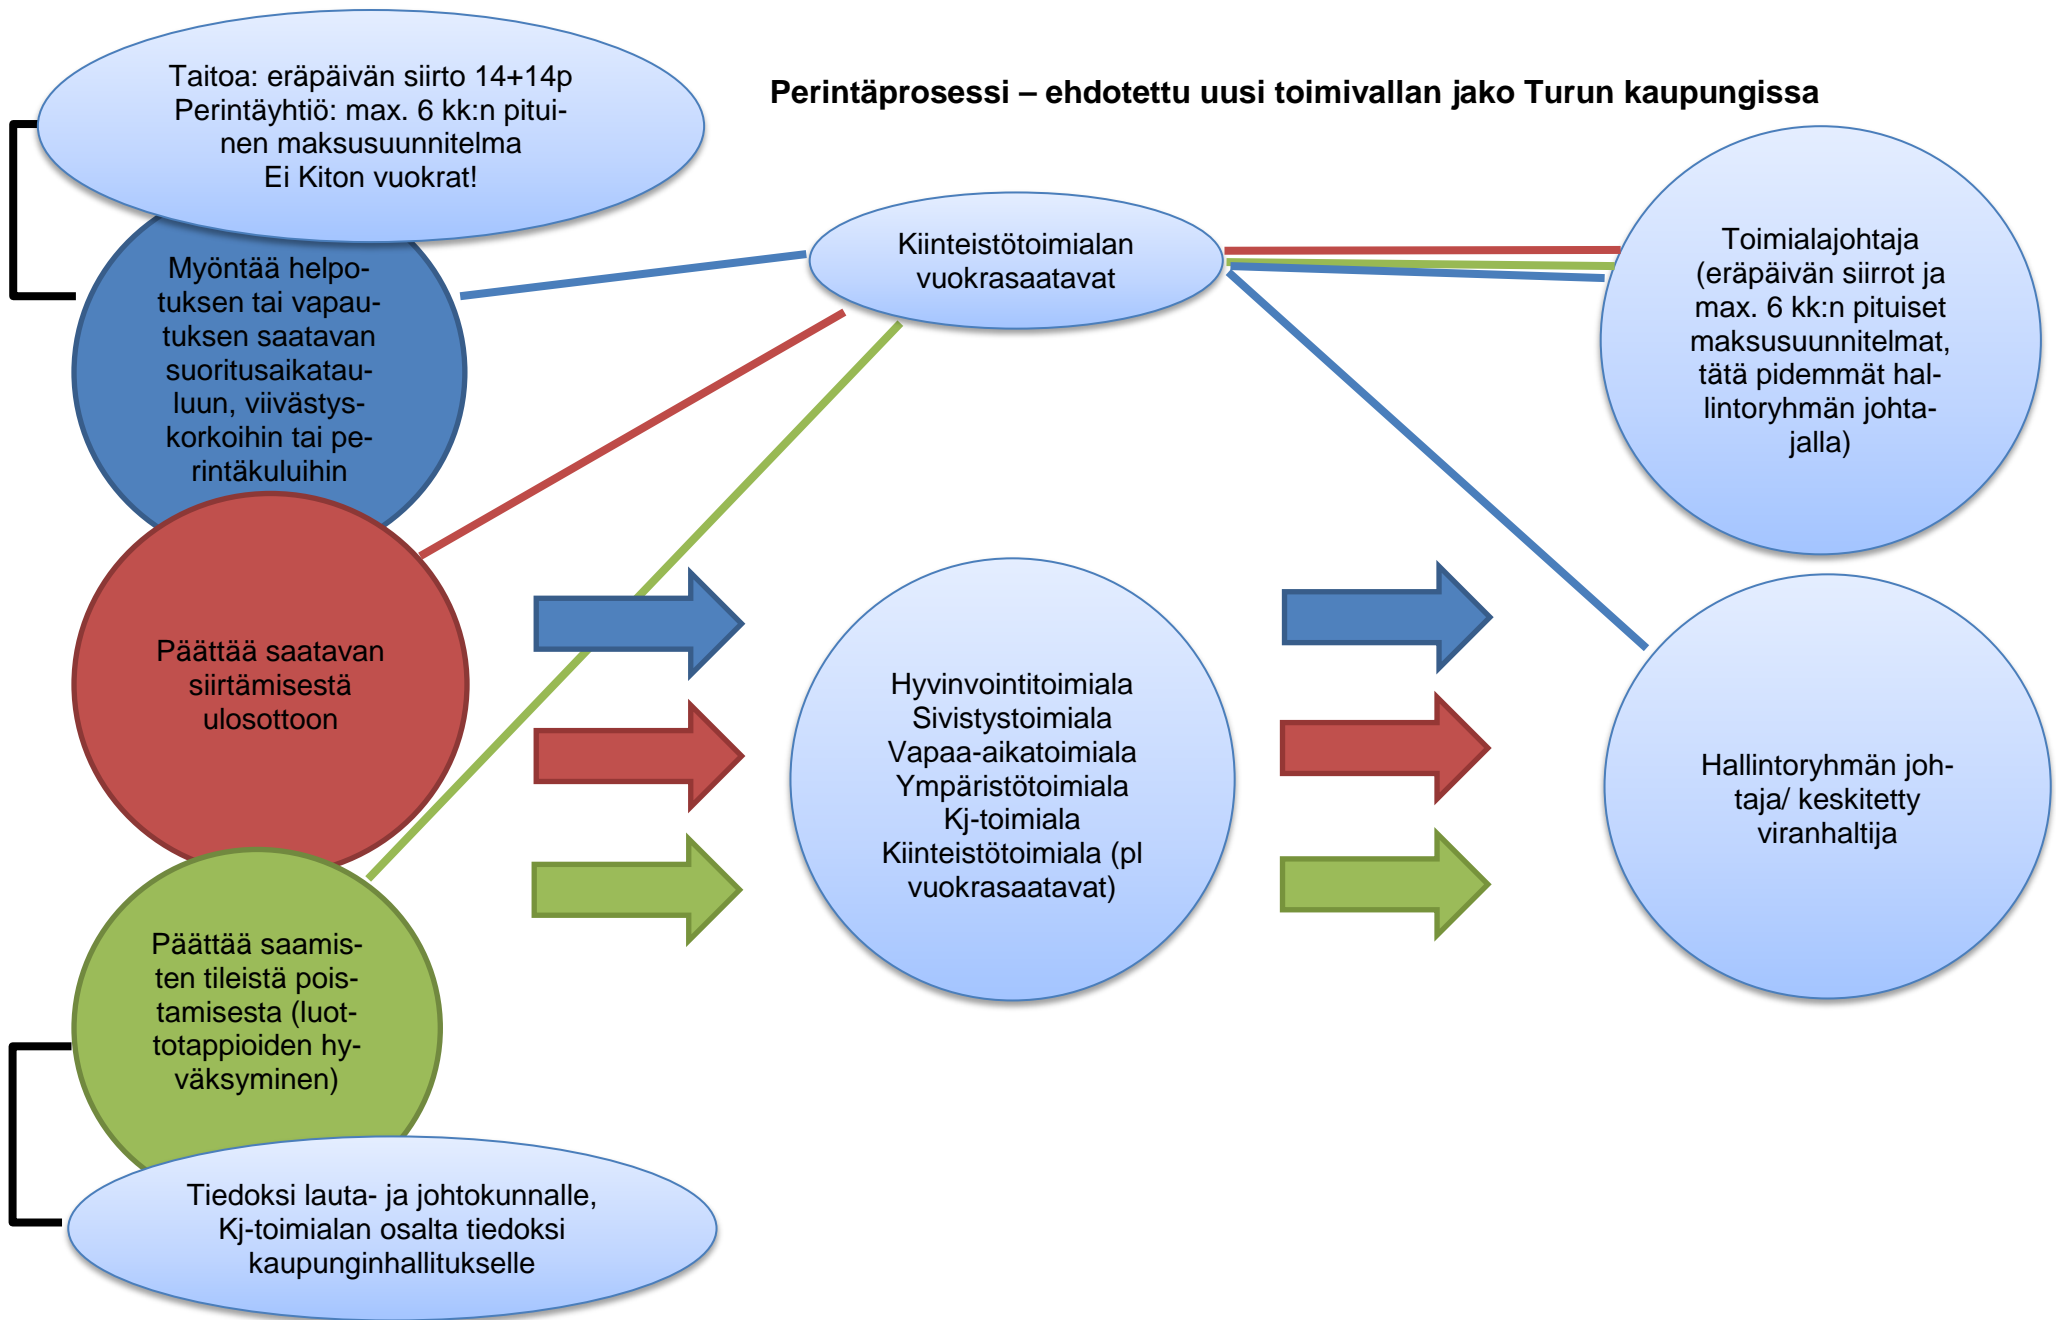 Taitoa: eräpäivän siirto 14+14p
Perintäyhtiö: max. 6 kk:n pitui-
nen maksusuunnitelma
Ei Kiton vuokrat!
Perintäprosessi – ehdotettu uusi toimivallan jako Turun kaupungissa
Myöntää helpo-
tuksen tai vapau-
tuksen saatavan
suoritusaikatau-
luun, viivästys-
korkoihin tai pe-
rintäkuluihin
Kiinteistötoimialan
vuokrasaatavat
Toimialajohtaja
(eräpäivän siirrot ja
max. 6 kk:n pituiset
maksusuunnitelmat,
tätä pidemmät hal-
lintoryhmän johta-
jalla)
Päättää saatavan
siirtämisestä
ulosottoon
Hyvinvointitoimiala
Sivistystoimiala
Vapaa-aikatoimiala
Ympäristötoimiala
Kj-toimiala
Kiinteistötoimiala (pl
vuokrasaatavat)
Hallintoryhmän joh-
taja/ keskitetty
viranhaltija
Päättää saamis-
ten tileistä pois-
tamisesta (luot-
totappioiden hy-
väksyminen)
Tiedoksi lauta- ja johtokunnalle,
Kj-toimialan osalta tiedoksi
kaupunginhallitukselle